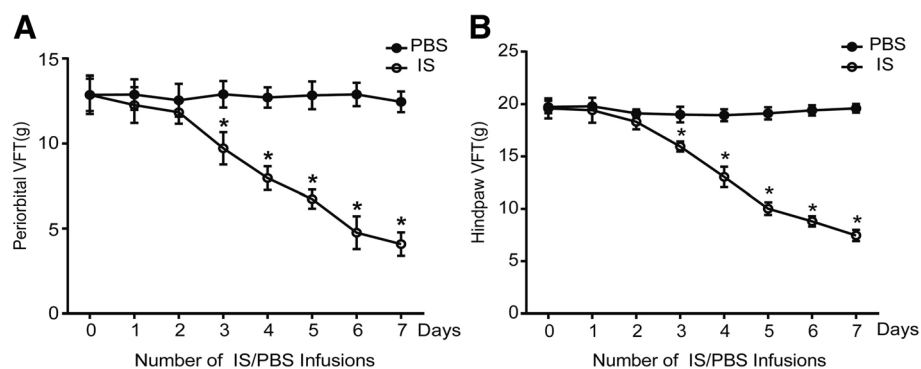 A
PBS
IS
15
10
5
0
Periorbital VFT(g)
*
*
*
*
*
0 1 2 3 4 5 6 7 Days
Number of IS/PBS Infusions
B
PBS
IS
25
20
15
10
5
0
Hindpaw VFT(g)
*
*
*
*
*
0 1 2 3 4 5 6 7 Days
Number of IS/PBS Infusions